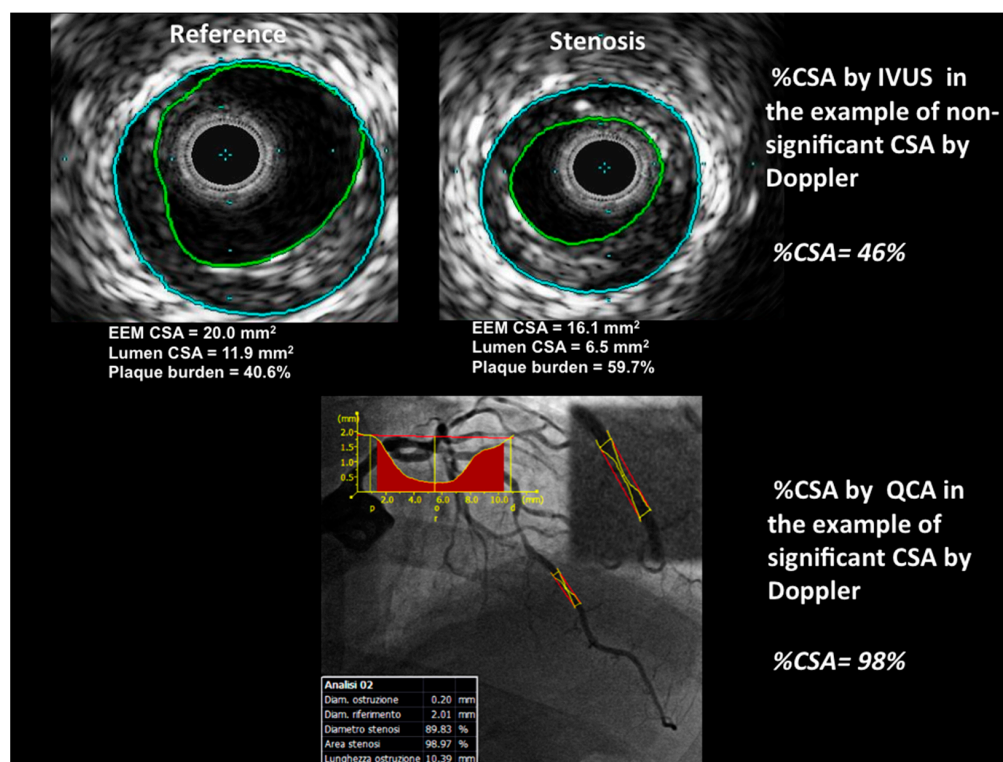 Reference
Stenosis
%CSA by IVUS in
the example of non-
significant CSA by
Doppler
%CSA= 46%
EEM CSA = 20.0 mm²
Lumen CSA = 11.9 mm²
Plaque burden = 40.6%
EEM CSA = 16.1 mm²
Lumen CSA = 6.5 mm²
Plaque burden = 59.7%
(mm)
2.0
1.5
1.0
0.5
2.0 4.0 6.0 8.0 10.0 (mm)
p o d
r
%CSA by QCA in
the example of
significant CSA by
Doppler
%CSA= 98%
Analisi 02
Diam. ostruzione 0.20 mm
Diam. riferimento 2.01 mm
Diametro stenosi 89.83 %
Area stenosi 98.97 %
Lunghezza ostruzione 10.39 mm